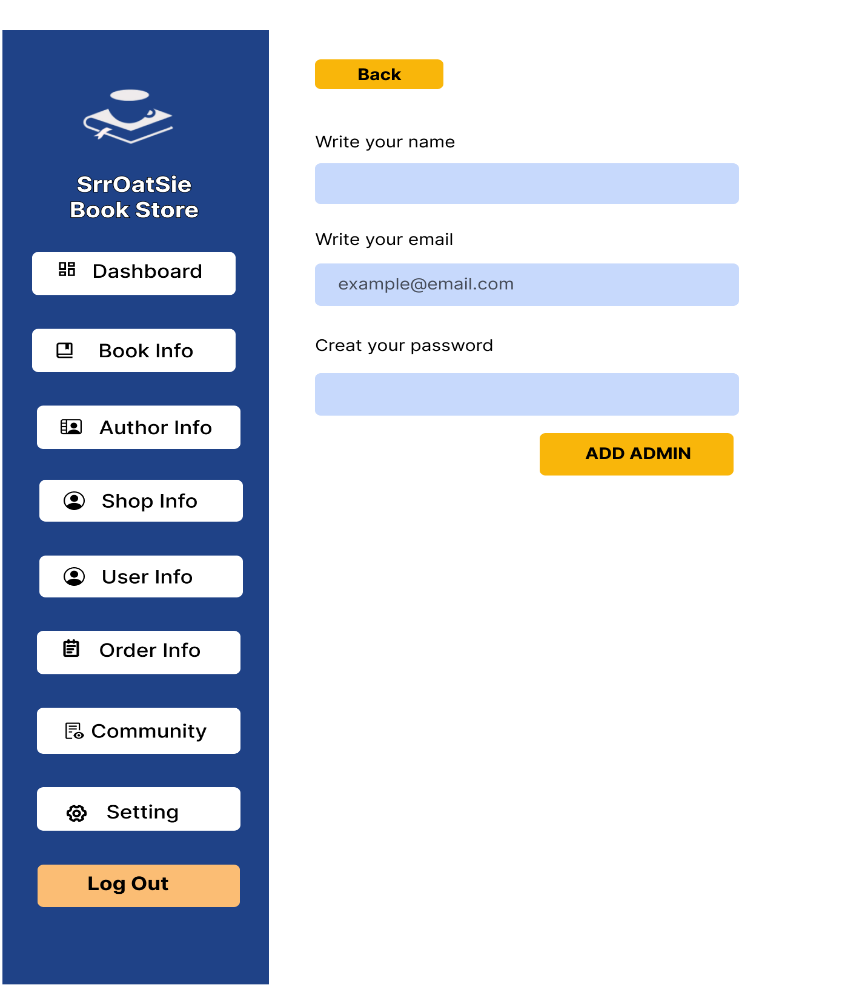 SrrOatSie
Book Store
Dashboard
Book Info
Author Info
Shop Info
User Info
Order Info
Community
Setting
Log Out
Back
Write your name
Write your email
example@email.com
Creat your password
ADD ADMIN